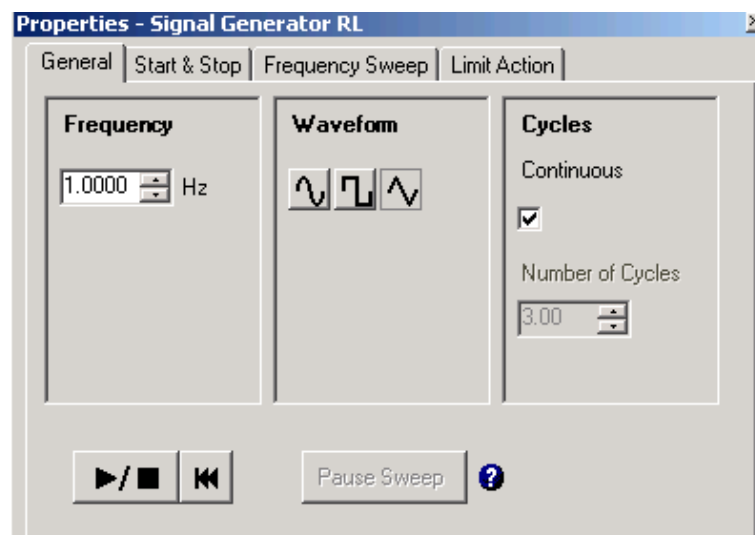 Properties - Signal Generator RL
General Start & Stop Frequency Sweep Limit Action
Frequency
1.0000 Hz
Waveform
Cycles
Continuous
Number of Cycles
3.00
Pause Sweep
?